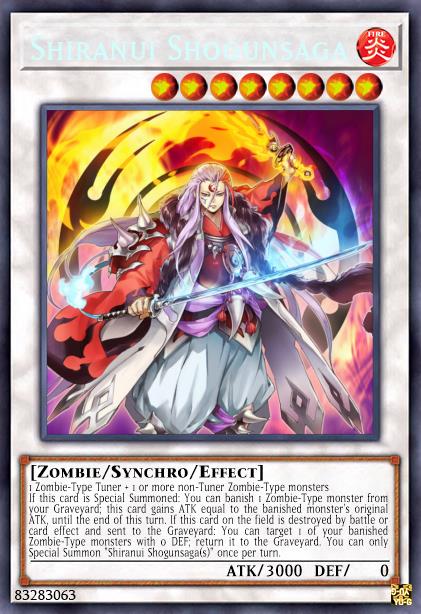 Shiranui Shogunsaga
FIRE
炎
[Zombie/Synchro/Effect]
1 Zombie-Type Tuner + 1 or more non-Tuner Zombie-Type monsters
If this card is Special Summoned: You can banish 1 Zombie-Type monster from
your Graveyard; this card gains ATK equal to the banished monster's original
ATK, until the end of this turn. If this card on the field is destroyed by battle or
card effect and sent to the Graveyard: You can target 1 of your banished
Zombie-Type monsters with 0 DEF; return it to the Graveyard. You can only
Special Summon "Shiranui Shogunsaga(s)" once per turn.
ATK/3000 DEF/ 0
83283063